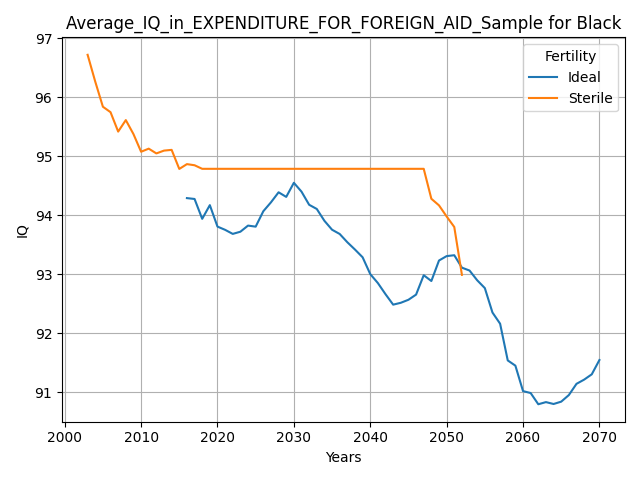 Average_IQ_in_EXPENDITURE_FOR_FOREIGN_AID_Sample for Black
97
96
95
94
93
92
91
IQ
Fertility
Ideal
Sterile
2000 2010 2020 2030 2040 2050 2060 2070
Years